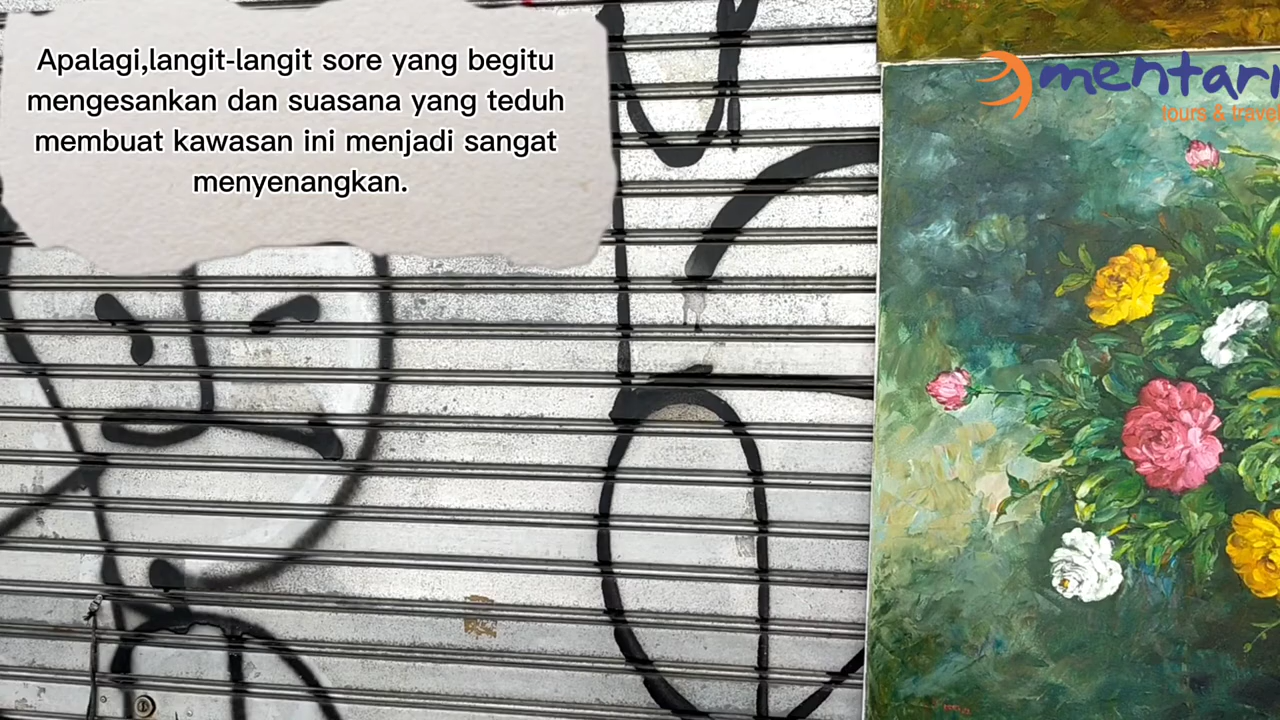 Apalagi,langit-langit sore yang begitu
mengesankan dan suasana yang teduh
membuat kawasan ini menjadi sangat
menyenangkan.
mentari
tours & travel